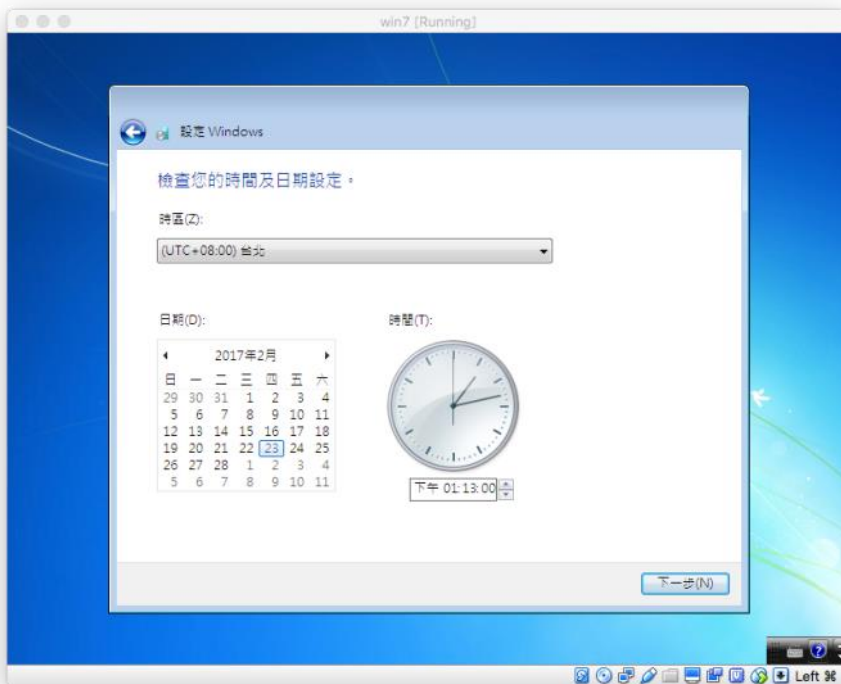 win7 [Running]
設定 Windows
檢查您的時間及日期設定。
時區(Z):
(UTC+08:00) 台北
日期(D):
時間(T):
2017年2月
日 一 二 三 四 五 六
29 30 31 1 2 3 4
5 6 7 8 9 10 11
12 13 14 15 16 17 18
19 20 21 22 23 24 25
26 27 28 1 2 3 4
5 6 7 8 9 10 11
下午 01:13:00
下一步(N)
Left ⌘